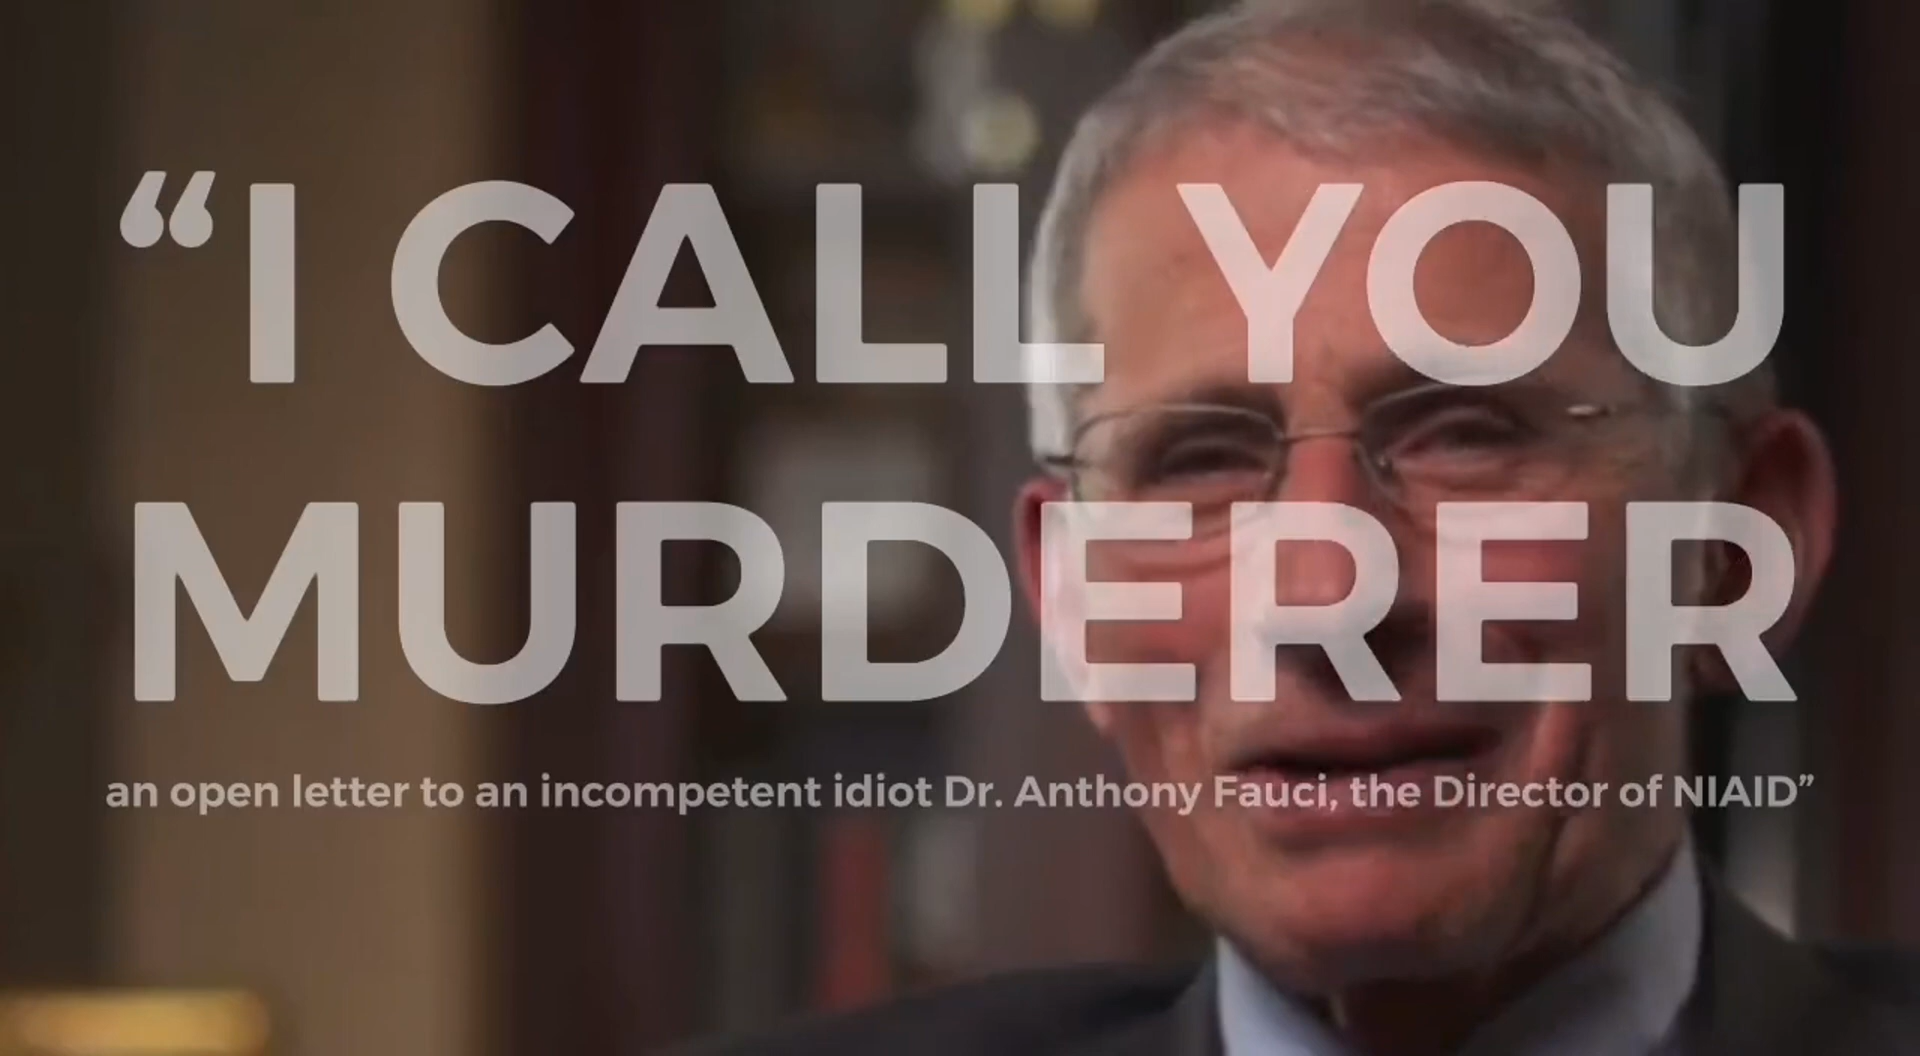 “I CALL YOU
MURDERER
an open letter to an incompetent idiot Dr. Anthony Fauci, the Director of NIAID”